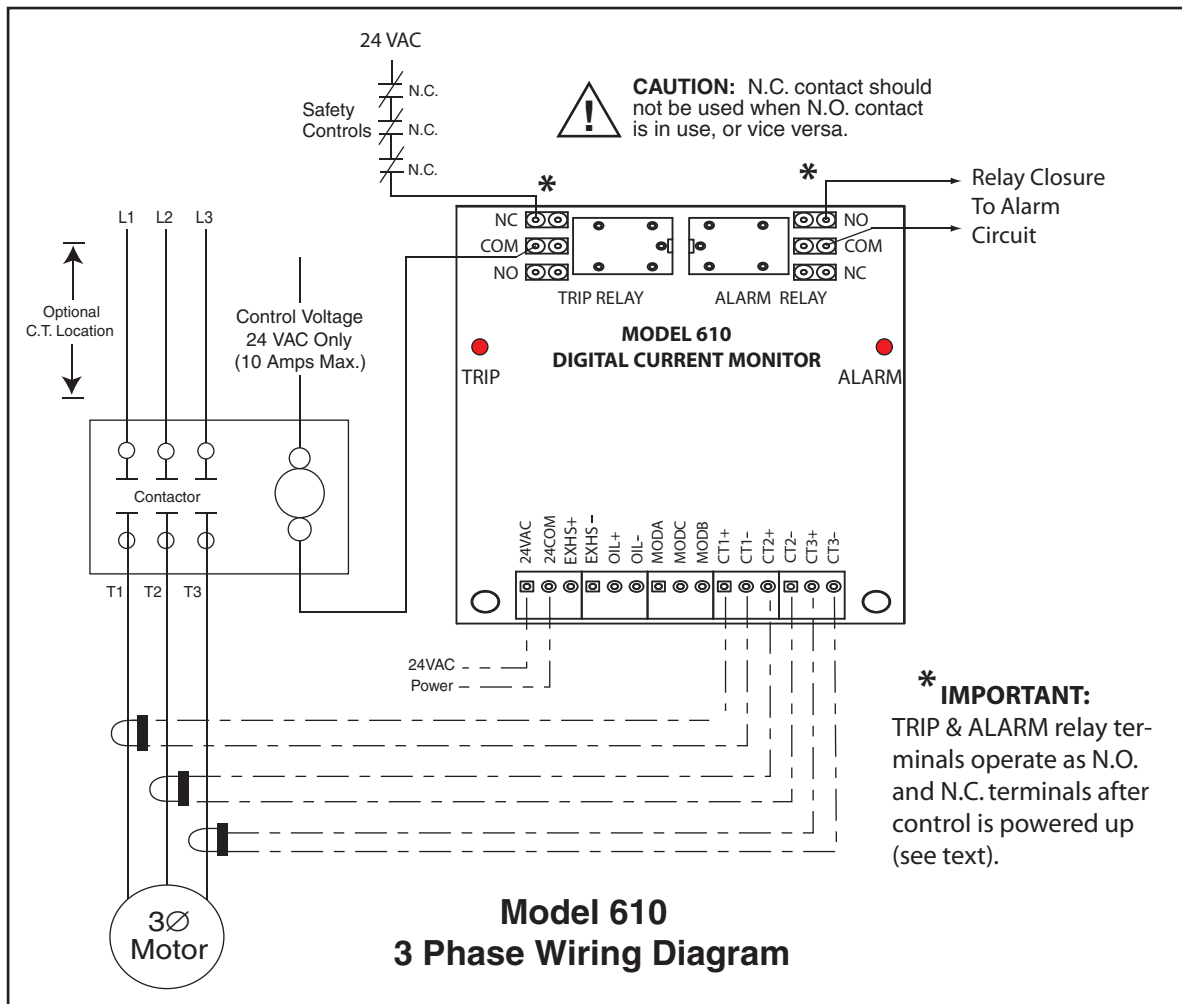 24 VAC
Safety
Controls
N.C.
N.C.
N.C.
!
CAUTION: N.C. contact should
not be used when N.O. contact
is in use, or vice versa.
*
*
Relay Closure
To Alarm
Circuit
L1 L2 L3
NC
COM
NO
NO
COM
NC
TRIP RELAY
ALARM RELAY
Optional
C.T. Location
Control Voltage
24 VAC Only
(10 Amps Max.)
MODEL 610
DIGITAL CURRENT MONITOR
TRIP
ALARM
Contactor
24VAC
24COM
EXHS+
EXHS-
OIL+
OIL-
MODA
MODC
MODB
CT1+
CT1-
CT2+
CT2-
CT3+
CT3-
T1 T2 T3
24VAC
Power
* IMPORTANT:
TRIP & ALARM relay ter-
minals operate as N.O.
and N.C. terminals after
control is powered up
(see text).
3Ø
Motor
Model 610
3 Phase Wiring Diagram